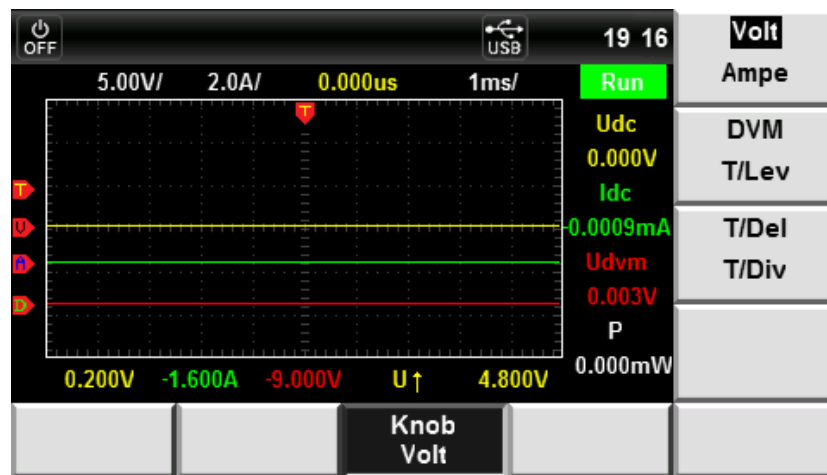 OFF USB 19 16
5.00V/ 2.0A/ 0.000us 1ms/ Run
T
T
V
A
D
Udc
0.000V
Idc
-0.0009mA
Udvm
0.003V
P
0.000mW
0.200V -1.600A -9.000V U↑ 4.800V
Volt
Ampe
DVM
T/Lev
T/Del
T/Div
Knob
Volt